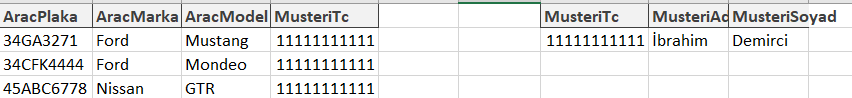 AracPlaka AracMarka AracModel MusteriTc MusteriTc MusteriAd MusteriSoyad
34GA3271 Ford Mustang 11111111111 11111111111 İbrahim Demirci
34CFK4444 Ford Mondeo 11111111111
45ABC6778 Nissan GTR 11111111111